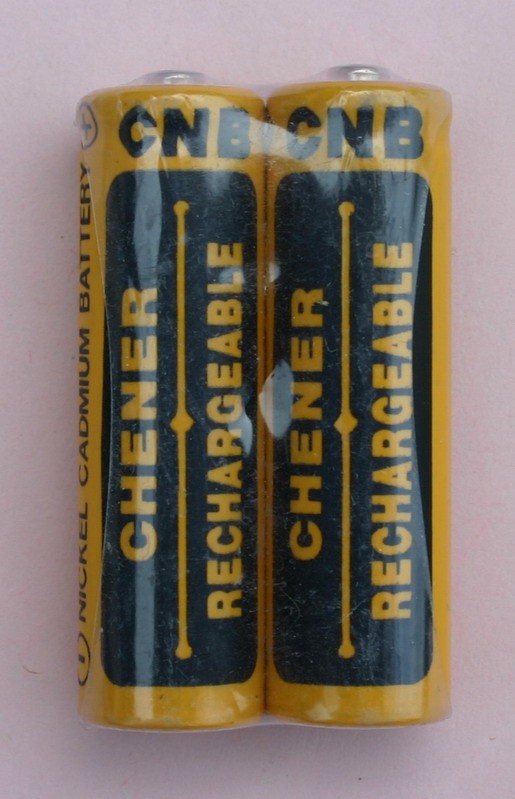 CNB
CHENER
RECHARGEABLE
⊖ NICKEL CADMIUM BATTERY ⊕
CNB
CHENER
RECHARGEABLE